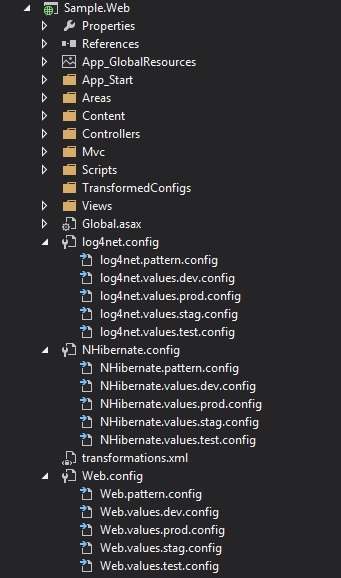 Sample.Web
Properties
References
App_GlobalResources
App_Start
Areas
Content
Controllers
Mvc
Scripts
TransformedConfigs
Views
Global.asax
log4net.config
log4net.pattern.config
log4net.values.dev.config
log4net.values.prod.config
log4net.values.stag.config
log4net.values.test.config
NHibernate.config
NHibernate.pattern.config
NHibernate.values.dev.config
NHibernate.values.prod.config
NHibernate.values.stag.config
NHibernate.values.test.config
transformations.xml
Web.config
Web.pattern.config
Web.values.dev.config
Web.values.prod.config
Web.values.stag.config
Web.values.test.config